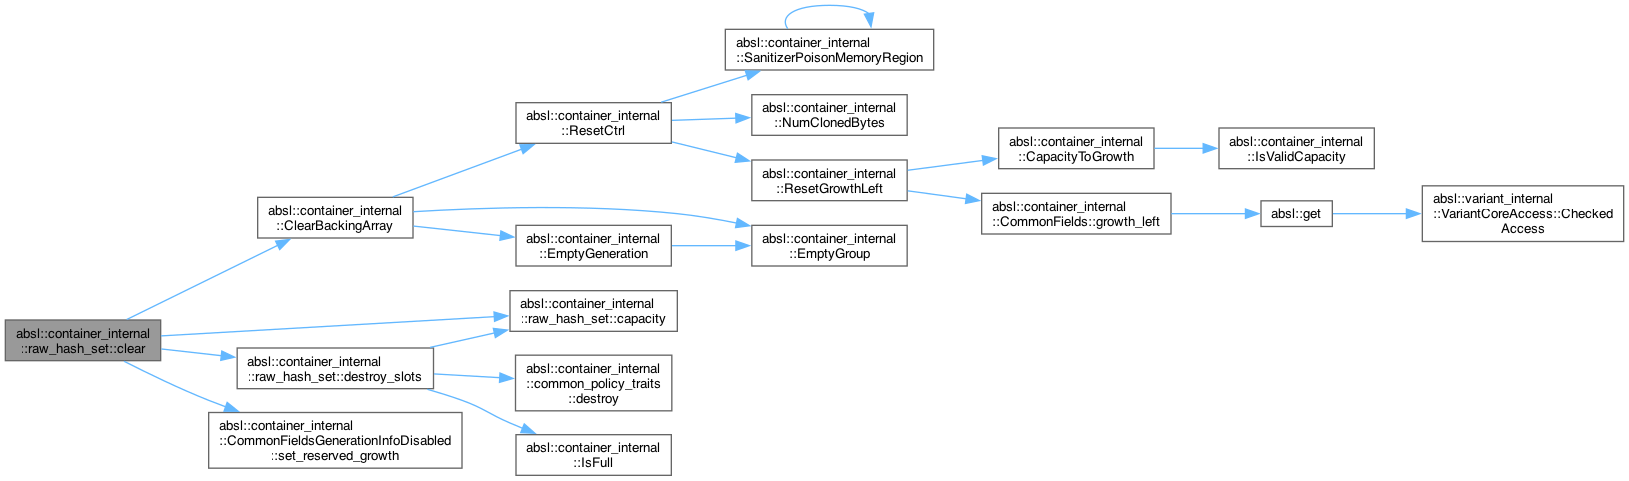 absl::container_internal
::raw_hash_set::clear
absl::container_internal
::ClearBackingArray
absl::container_internal
::ResetCtrl
absl::container_internal
::SanitizerPoisonMemoryRegion
absl::container_internal
::NumClonedBytes
absl::container_internal
::ResetGrowthLeft
absl::container_internal
::CapacityToGrowth
absl::container_internal
::IsValidCapacity
absl::container_internal
::CommonFields::growth_left
absl::get
absl::variant_internal
::VariantCoreAccess::Checked
Access
absl::container_internal
::EmptyGeneration
absl::container_internal
::EmptyGroup
absl::container_internal
::raw_hash_set::capacity
absl::container_internal
::raw_hash_set::destroy_slots
absl::container_internal
::common_policy_traits
::destroy
absl::container_internal
::IsFull
absl::container_internal
::CommonFieldsGenerationInfoDisabled
::set_reserved_growth